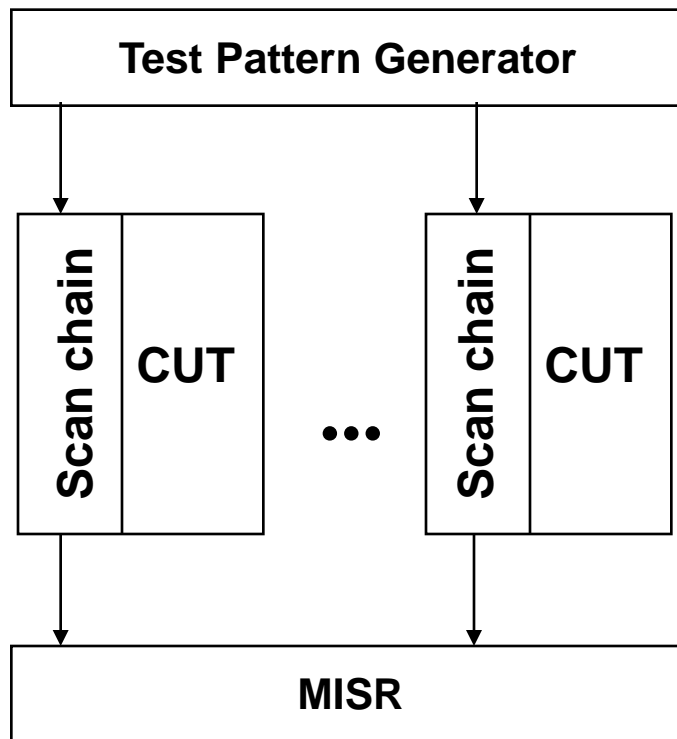 Test Pattern Generator
Scan chain
CUT
•••
Scan chain
CUT
MISR